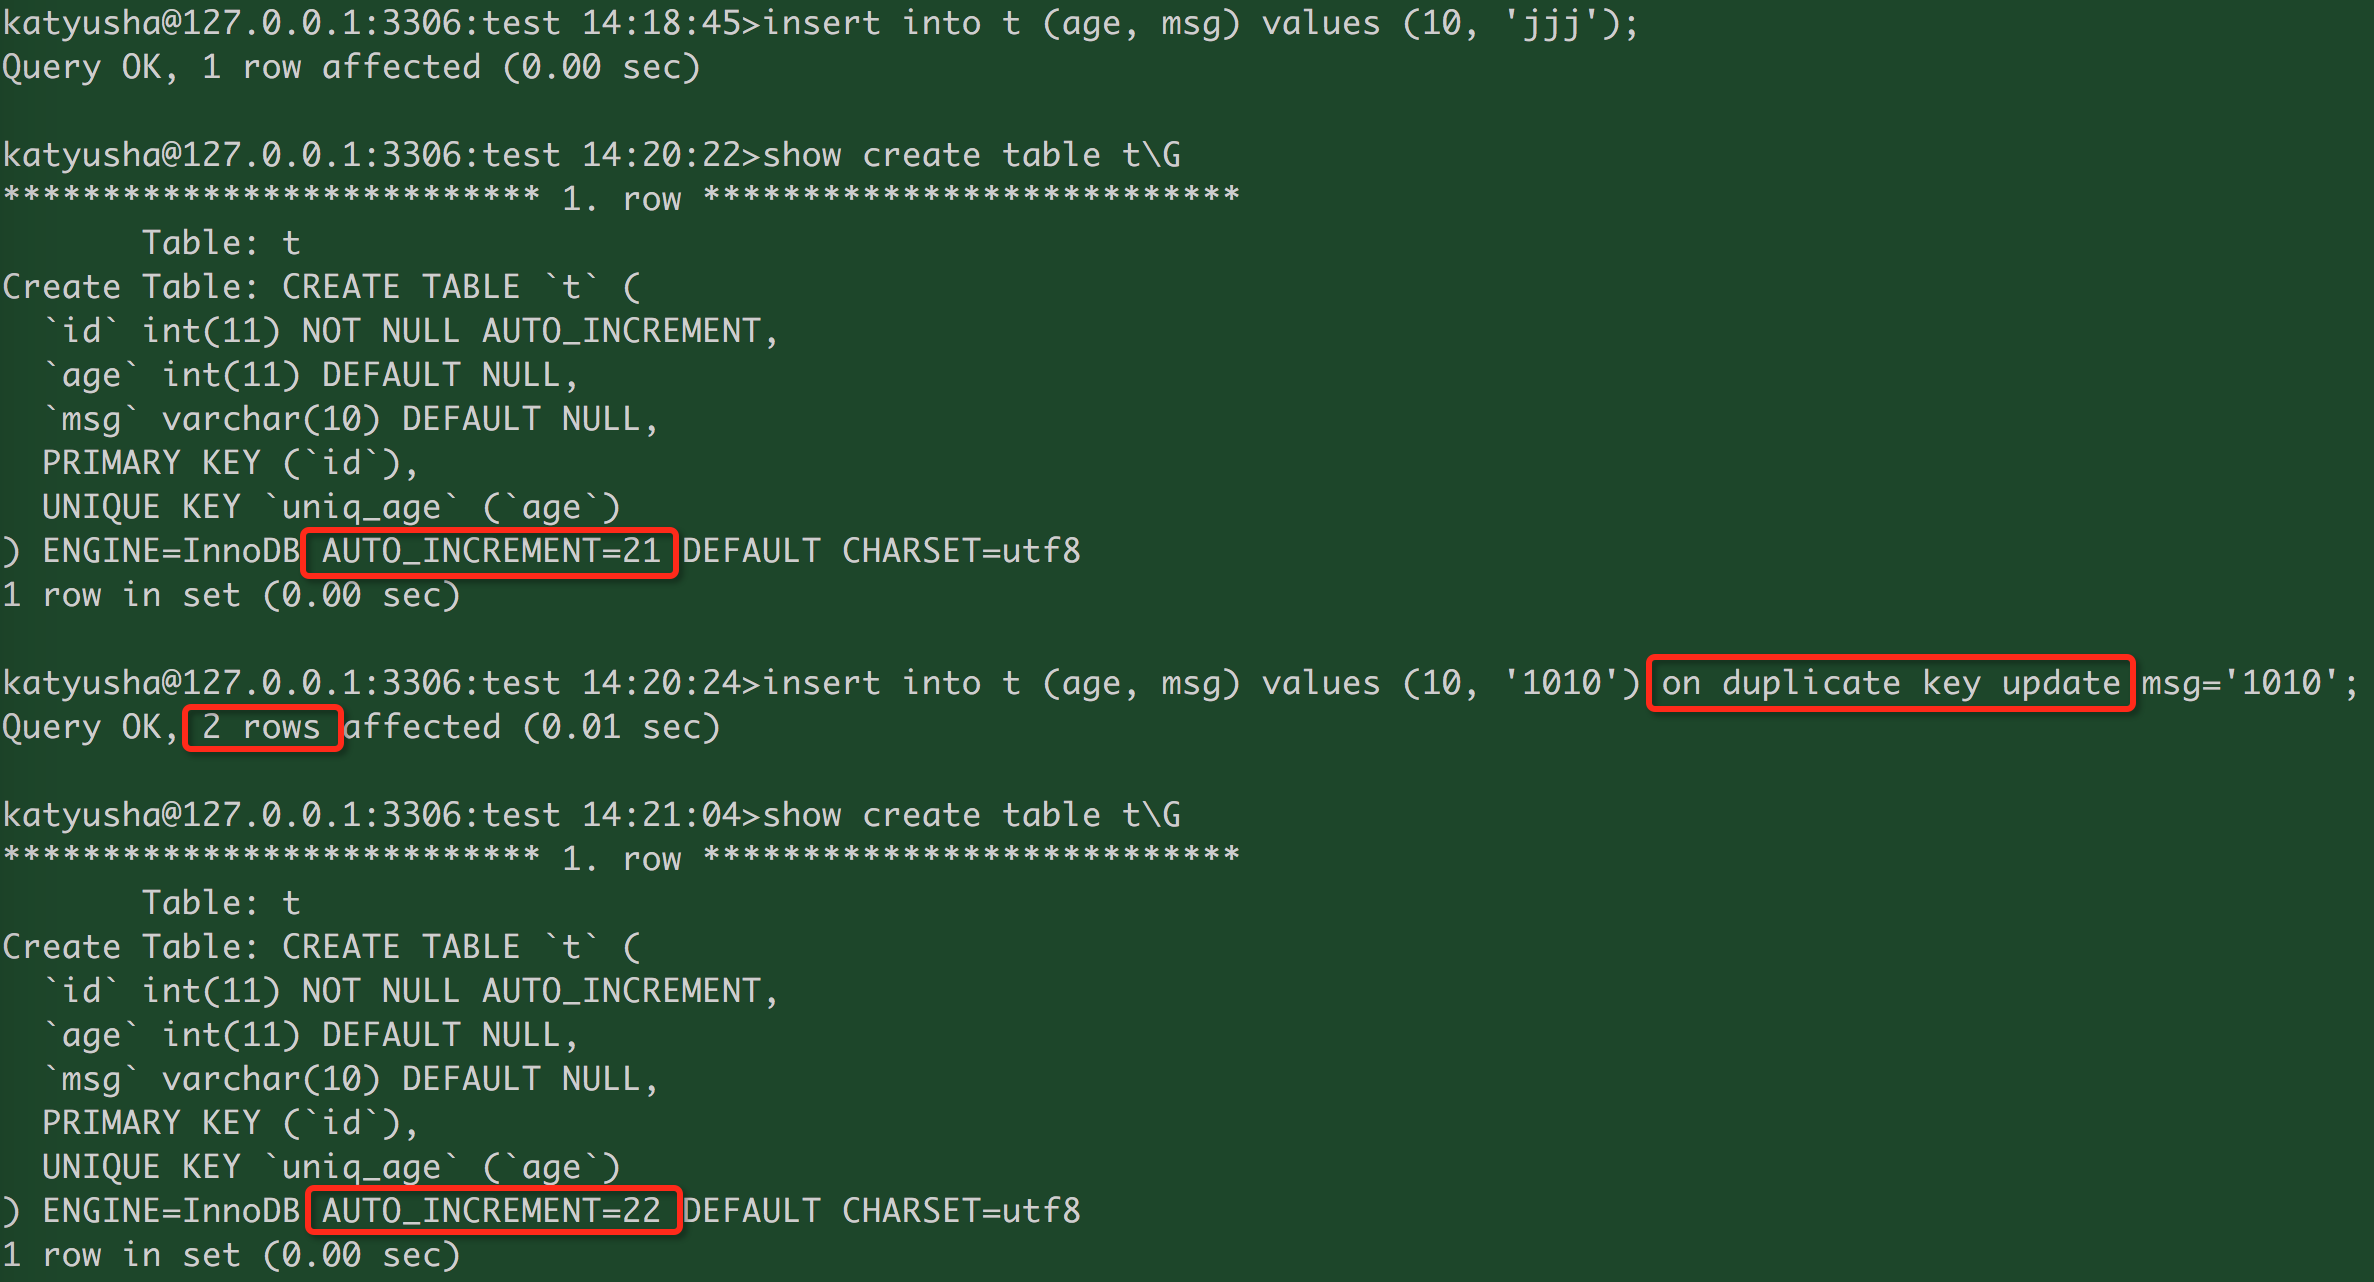 katyusha@127.0.0.1:3306:test 14:18:45>insert into t (age, msg) values (10, 'jjj');
Query OK, 1 row affected (0.00 sec)

katyusha@127.0.0.1:3306:test 14:20:22>show create table t\G
*************************** 1. row ***************************
       Table: t
Create Table: CREATE TABLE `t` (
  `id` int(11) NOT NULL AUTO_INCREMENT,
  `age` int(11) DEFAULT NULL,
  `msg` varchar(10) DEFAULT NULL,
  PRIMARY KEY (`id`),
  UNIQUE KEY `uniq_age` (`age`)
) ENGINE=InnoDB AUTO_INCREMENT=21 DEFAULT CHARSET=utf8
1 row in set (0.00 sec)

katyusha@127.0.0.1:3306:test 14:20:24>insert into t (age, msg) values (10, '1010') on duplicate key update msg='1010';
Query OK, 2 rows affected (0.01 sec)

katyusha@127.0.0.1:3306:test 14:21:04>show create table t\G
*************************** 1. row ***************************
       Table: t
Create Table: CREATE TABLE `t` (
  `id` int(11) NOT NULL AUTO_INCREMENT,
  `age` int(11) DEFAULT NULL,
  `msg` varchar(10) DEFAULT NULL,
  PRIMARY KEY (`id`),
  UNIQUE KEY `uniq_age` (`age`)
) ENGINE=InnoDB AUTO_INCREMENT=22 DEFAULT CHARSET=utf8
1 row in set (0.00 sec)